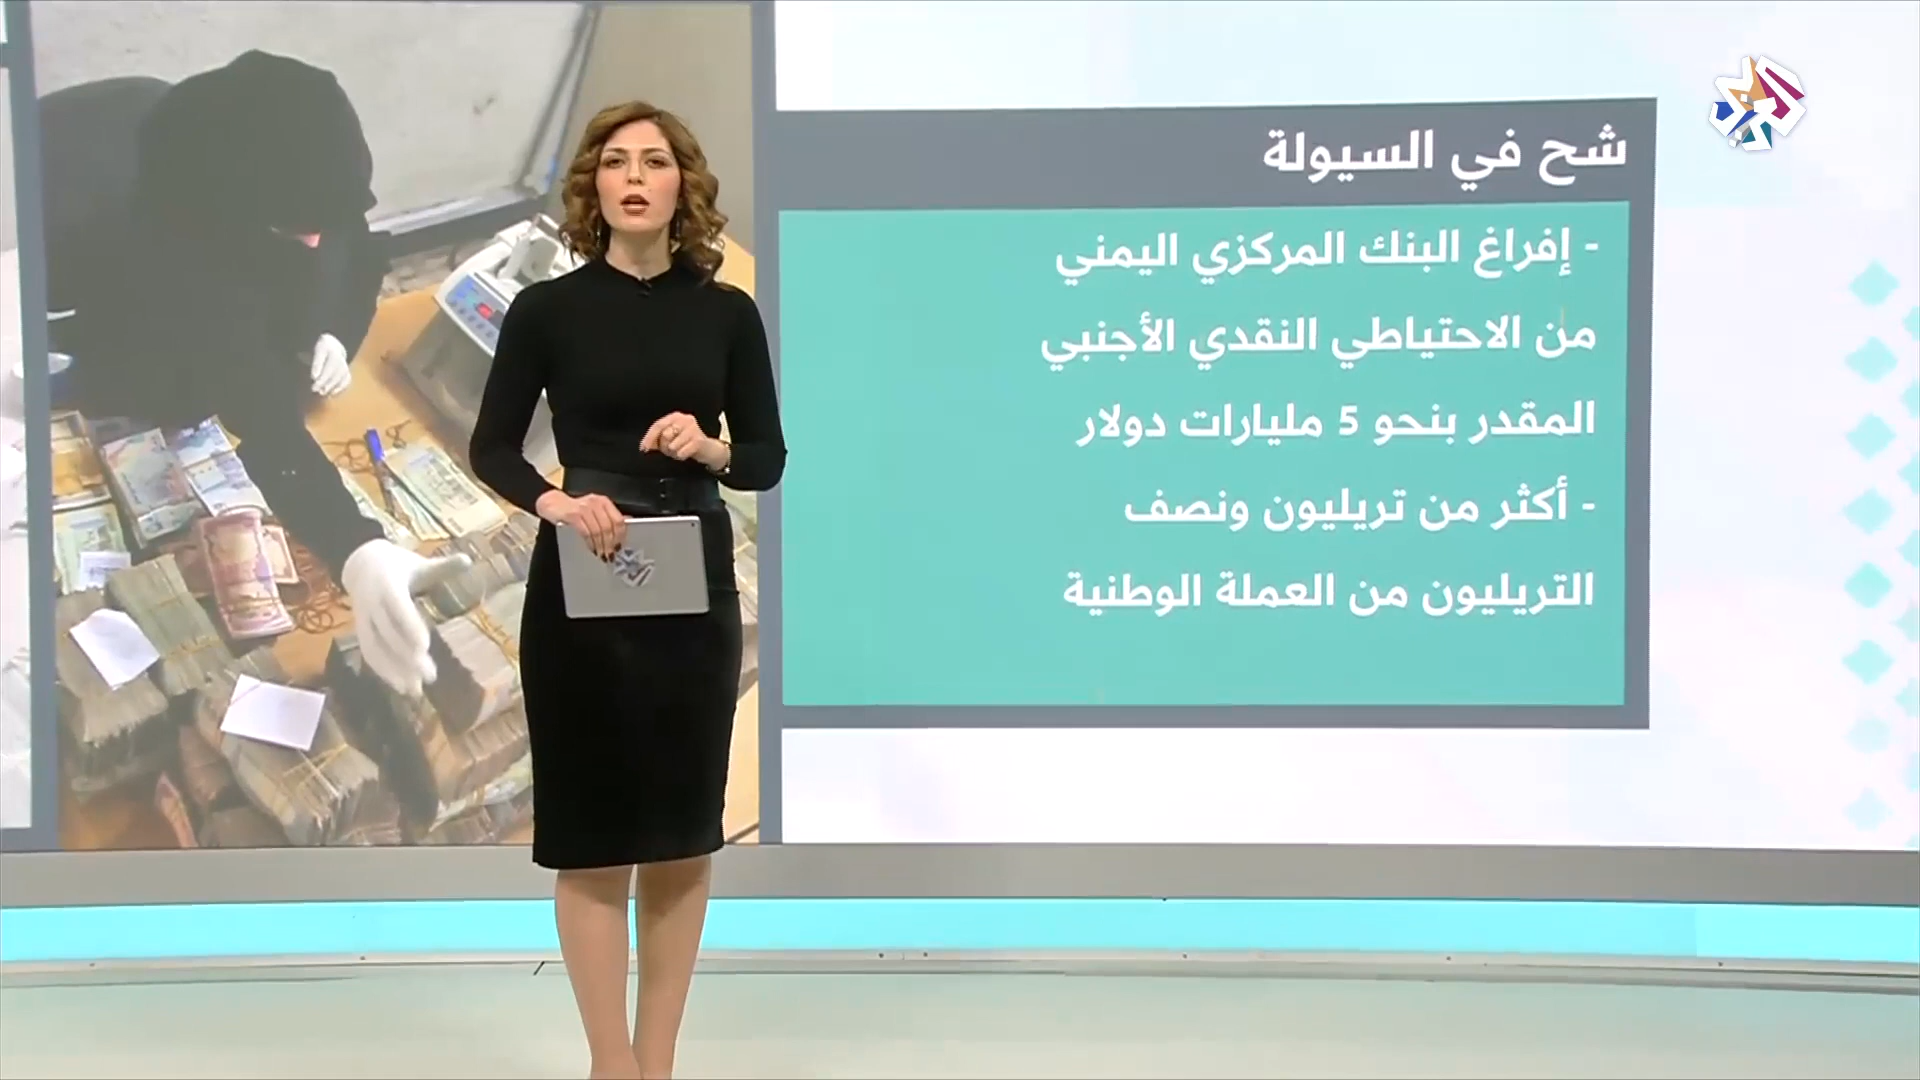 شح في السيولة
- إفراغ البنك المركزي اليمني
من الاحتياطي النقدي الأجنبي
المقدر بنحو 5 مليارات دولار
- أكثر من تريليون ونصف
التريليون من العملة الوطنية